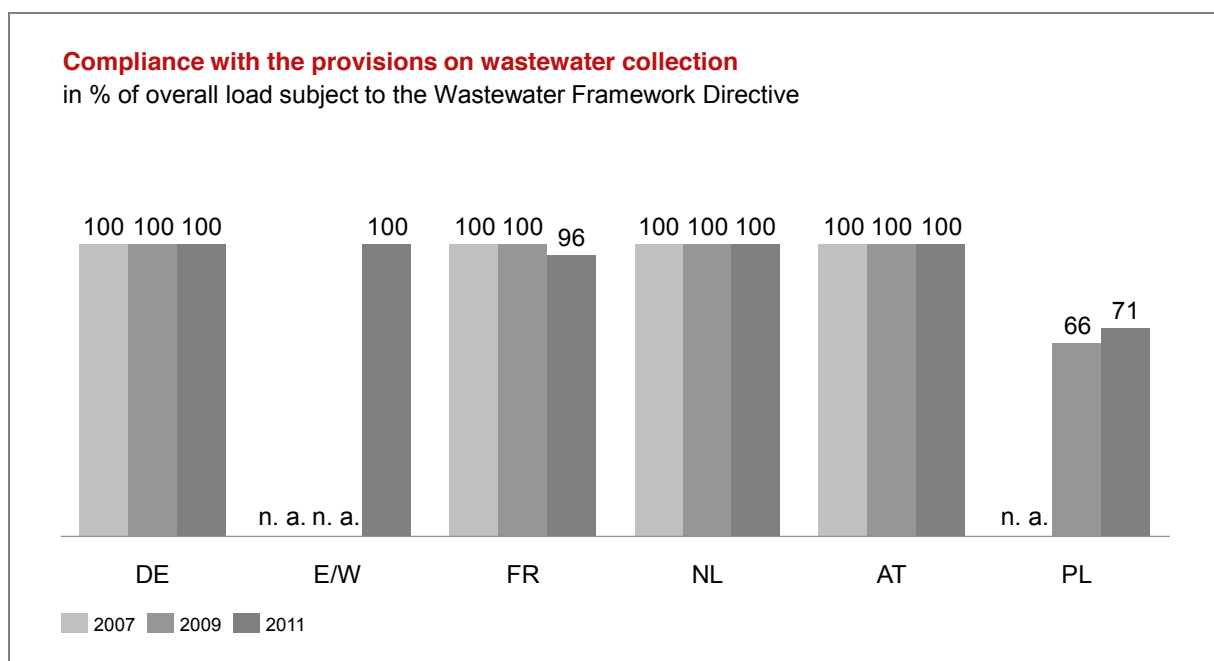 Compliance with the provisions on wastewater collection
in % of overall load subject to the Wastewater Framework Directive
100 100 100 n. a. n. a. 100 100 100 96 100 100 100 100 100 100 n. a. 66 71
DE E/W FR NL AT PL
2007 2009 2011